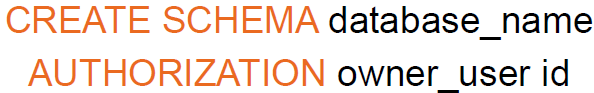 CREATE SCHEMA database_name
AUTHORIZATION owner_user id